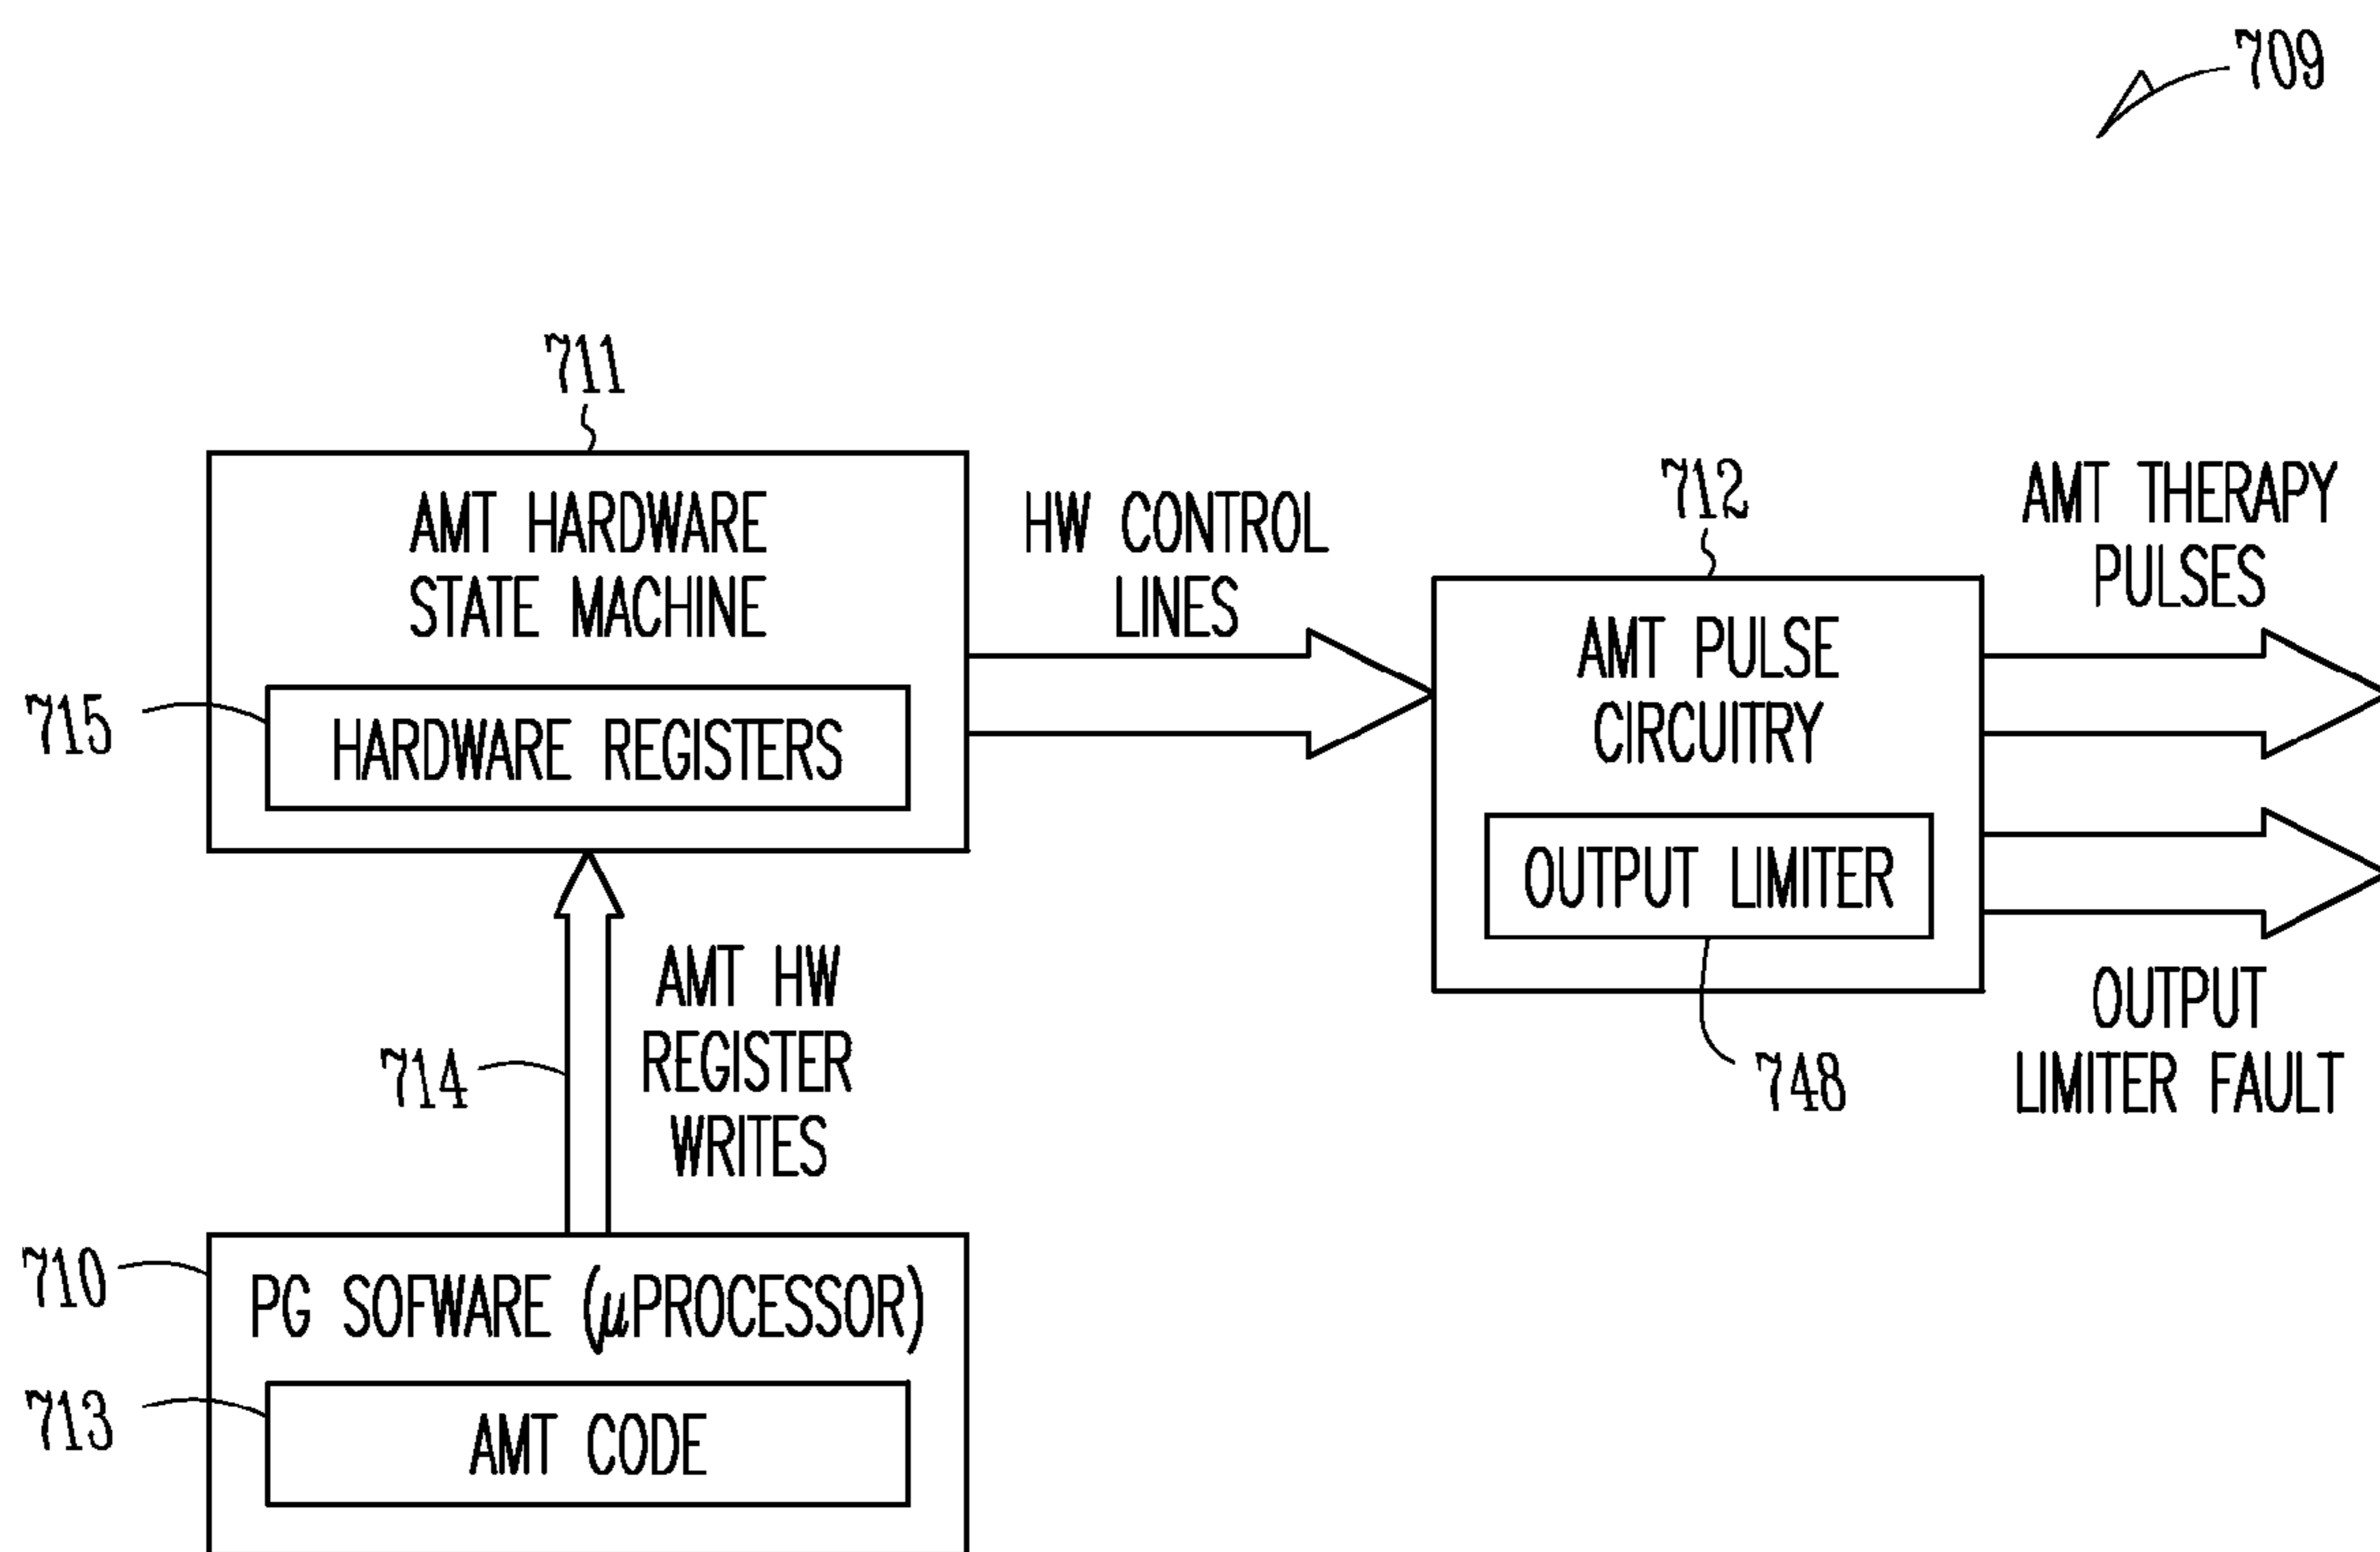 709
711
AMT HARDWARE
STATE MACHINE
715
HARDWARE REGISTERS
HW CONTROL
LINES
712
AMT PULSE
CIRCUITRY
OUTPUT LIMITER
748
AMT THERAPY
PULSES
OUTPUT
LIMITER FAULT
714
AMT HW
REGISTER
WRITES
710
PG SOFWARE (μPROCESSOR)
713
AMT CODE